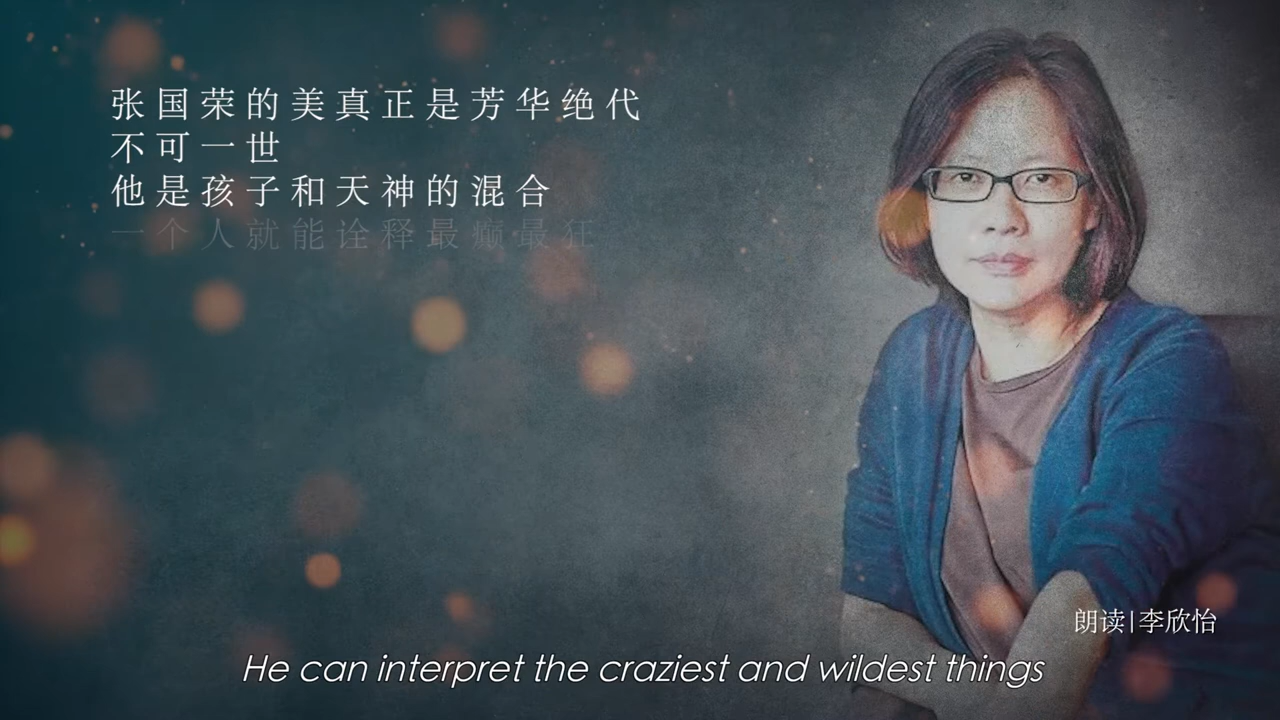 张国荣的美真正是芳华绝代
不可一世
他是孩子和天神的混合
一个人就能诠释最癫最狂
朗读|李欣怡
He can interpret the craziest and wildest things